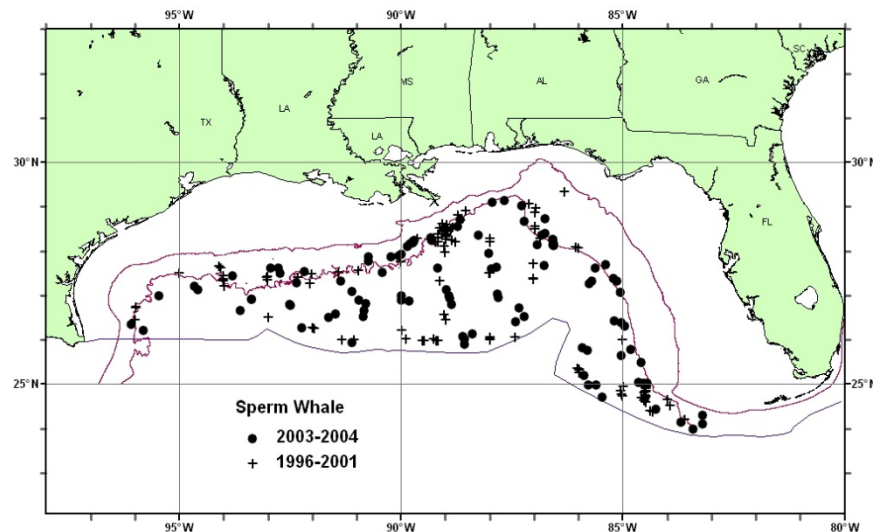 95°W 90°W 85°W 80°W
SC
MS AL GA
LA
TX
LA
30°N 30°N
FL
25°N 25°N
Sperm Whale
2003-2004
1996-2001
95°W 90°W 85°W 80°W